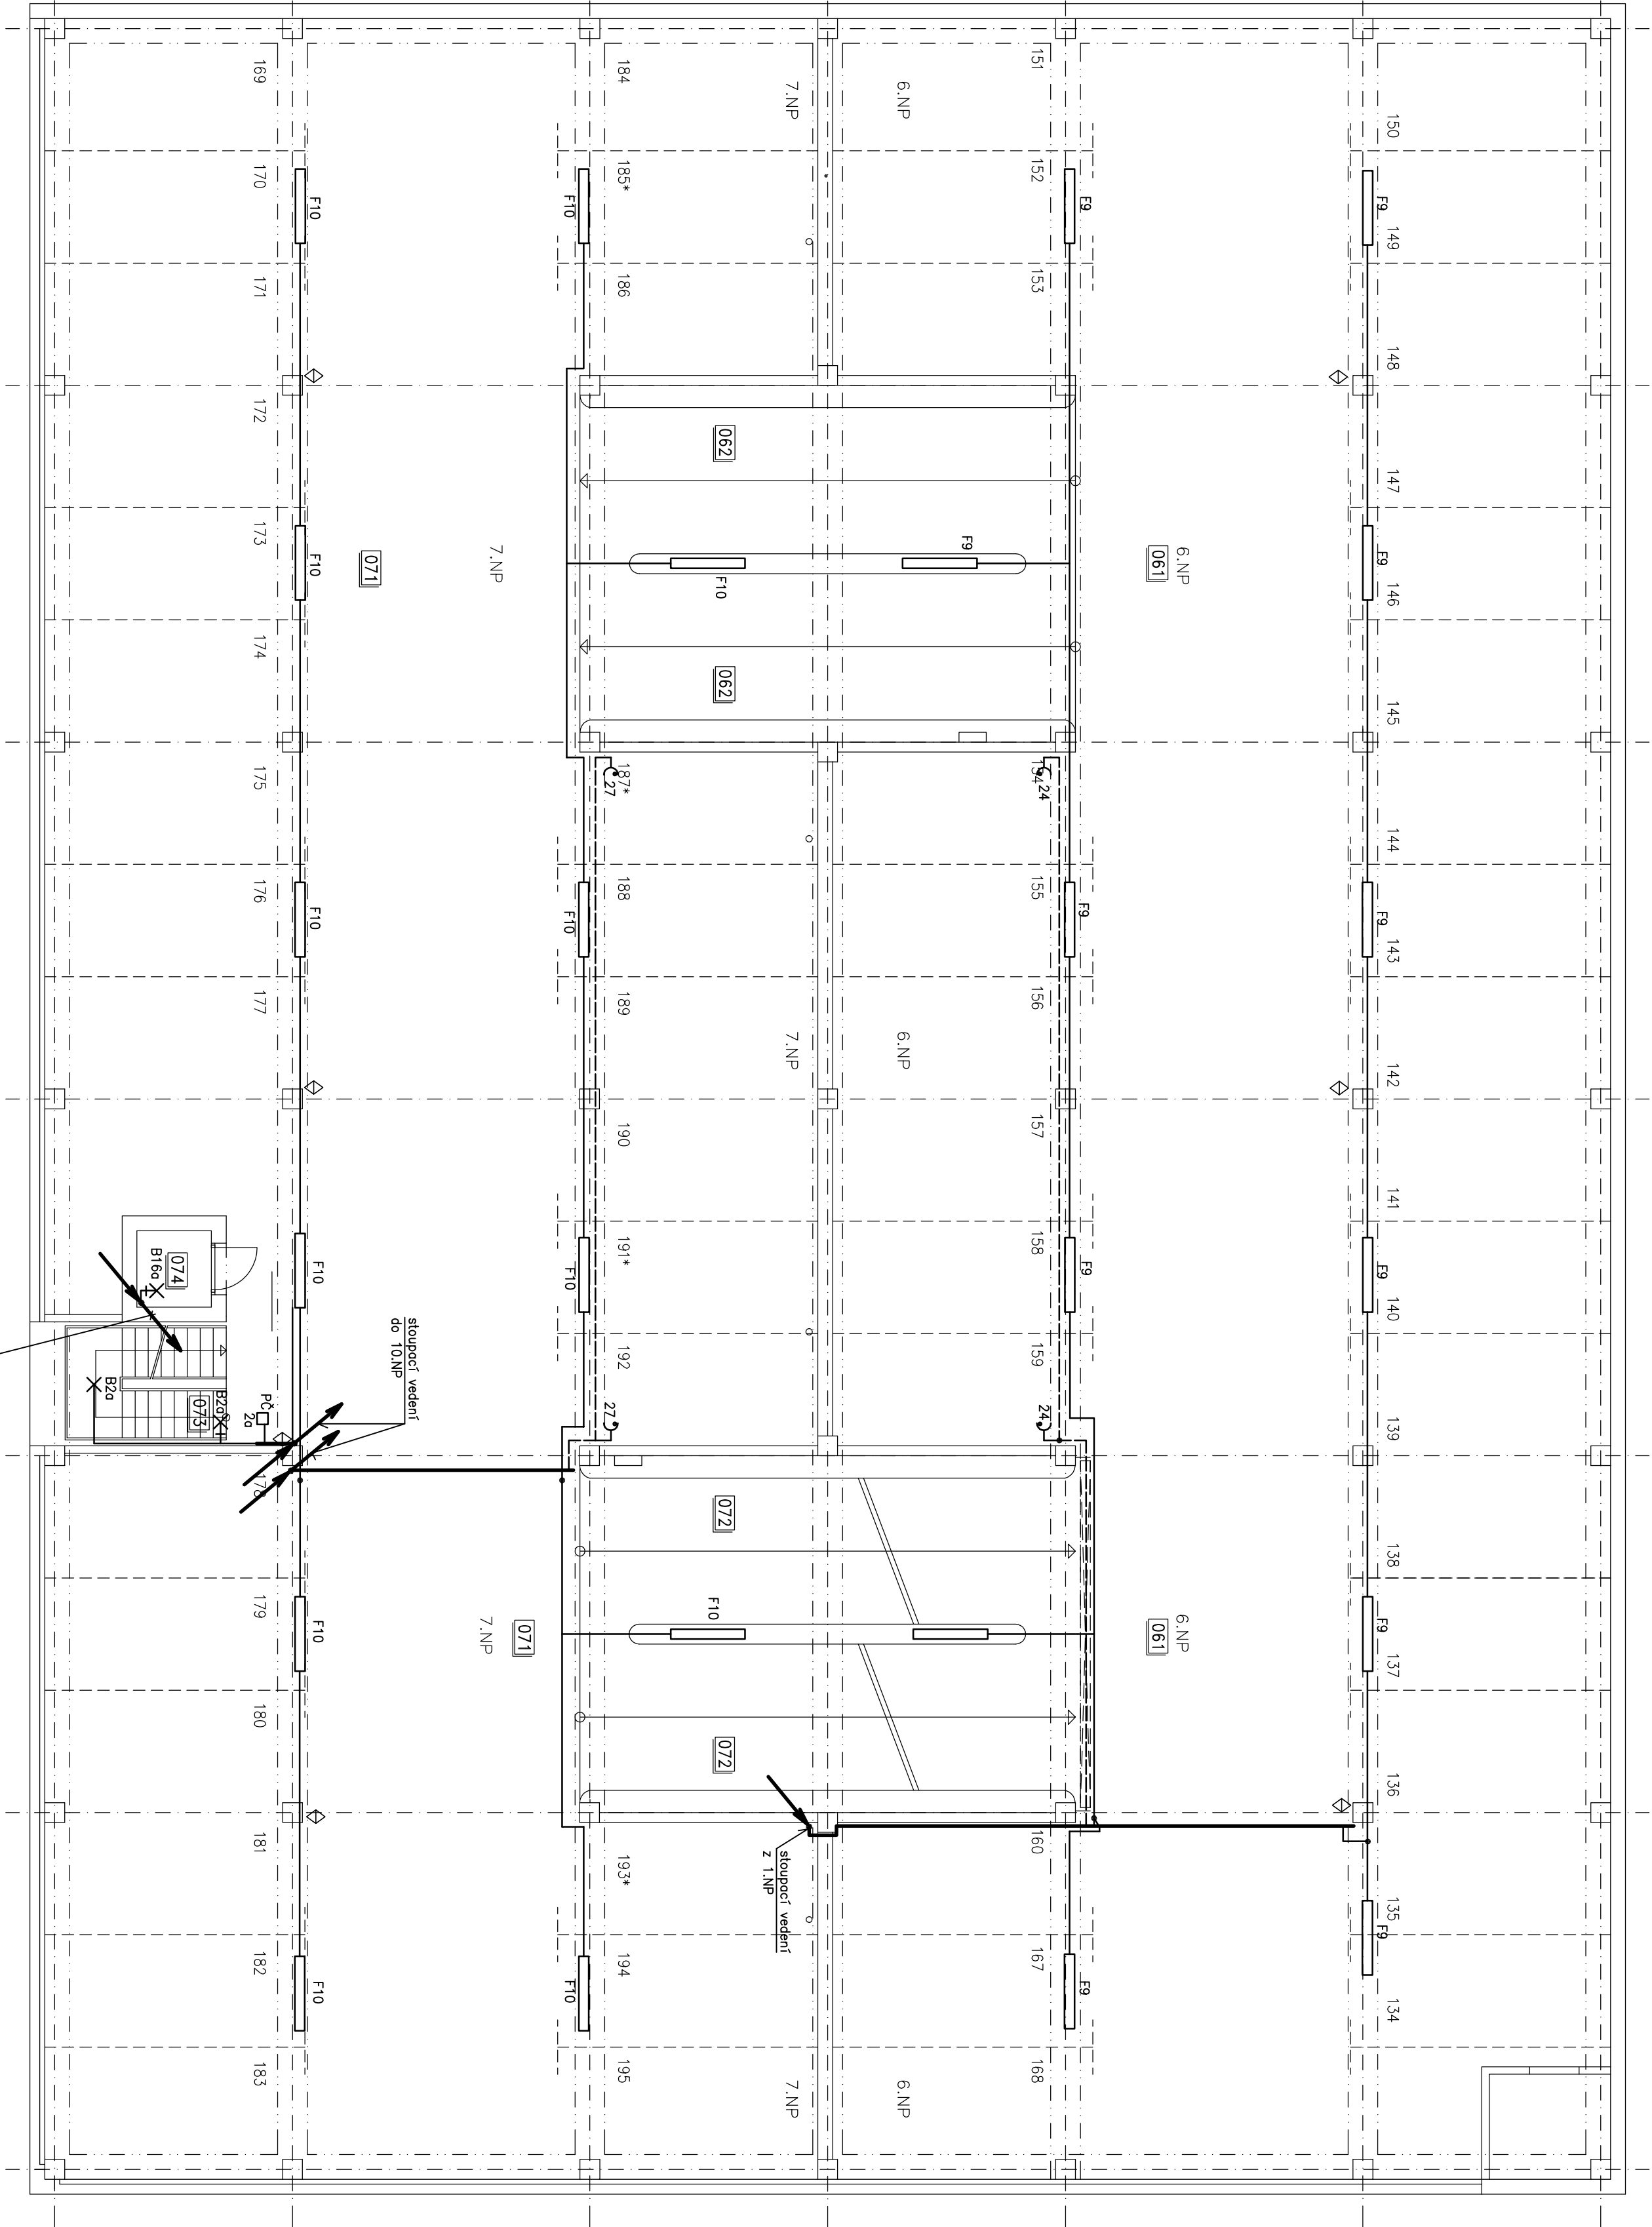 150
149
148
147
146
145
144
143
142
141
140
139
138
137
136
135
134
F9
F9
F9
F9
F9
F9
6.NP
061
6.NP
061
F9
F9
F9
F9
151
152
153
154
24
155
156
157
158
159
24
160
167
168
F9
6.NP
6.NP
6.NP
7.NP
7.NP
7.NP
stoupací vedení
z 1.NP
062
062
072
072
F10
F10
184
185*
186
187*
27
188
189
190
191*
192
27
193*
194
195
F10
F10
F10
F10
7.NP
071
7.NP
071
stoupací vedení
do 10.NP
F10
F10
F10
F10
F10
F10
169
170
171
172
173
174
175
176
177
178
179
180
181
182
183
PČ
2a
B2a
073
074
B16a
B2a